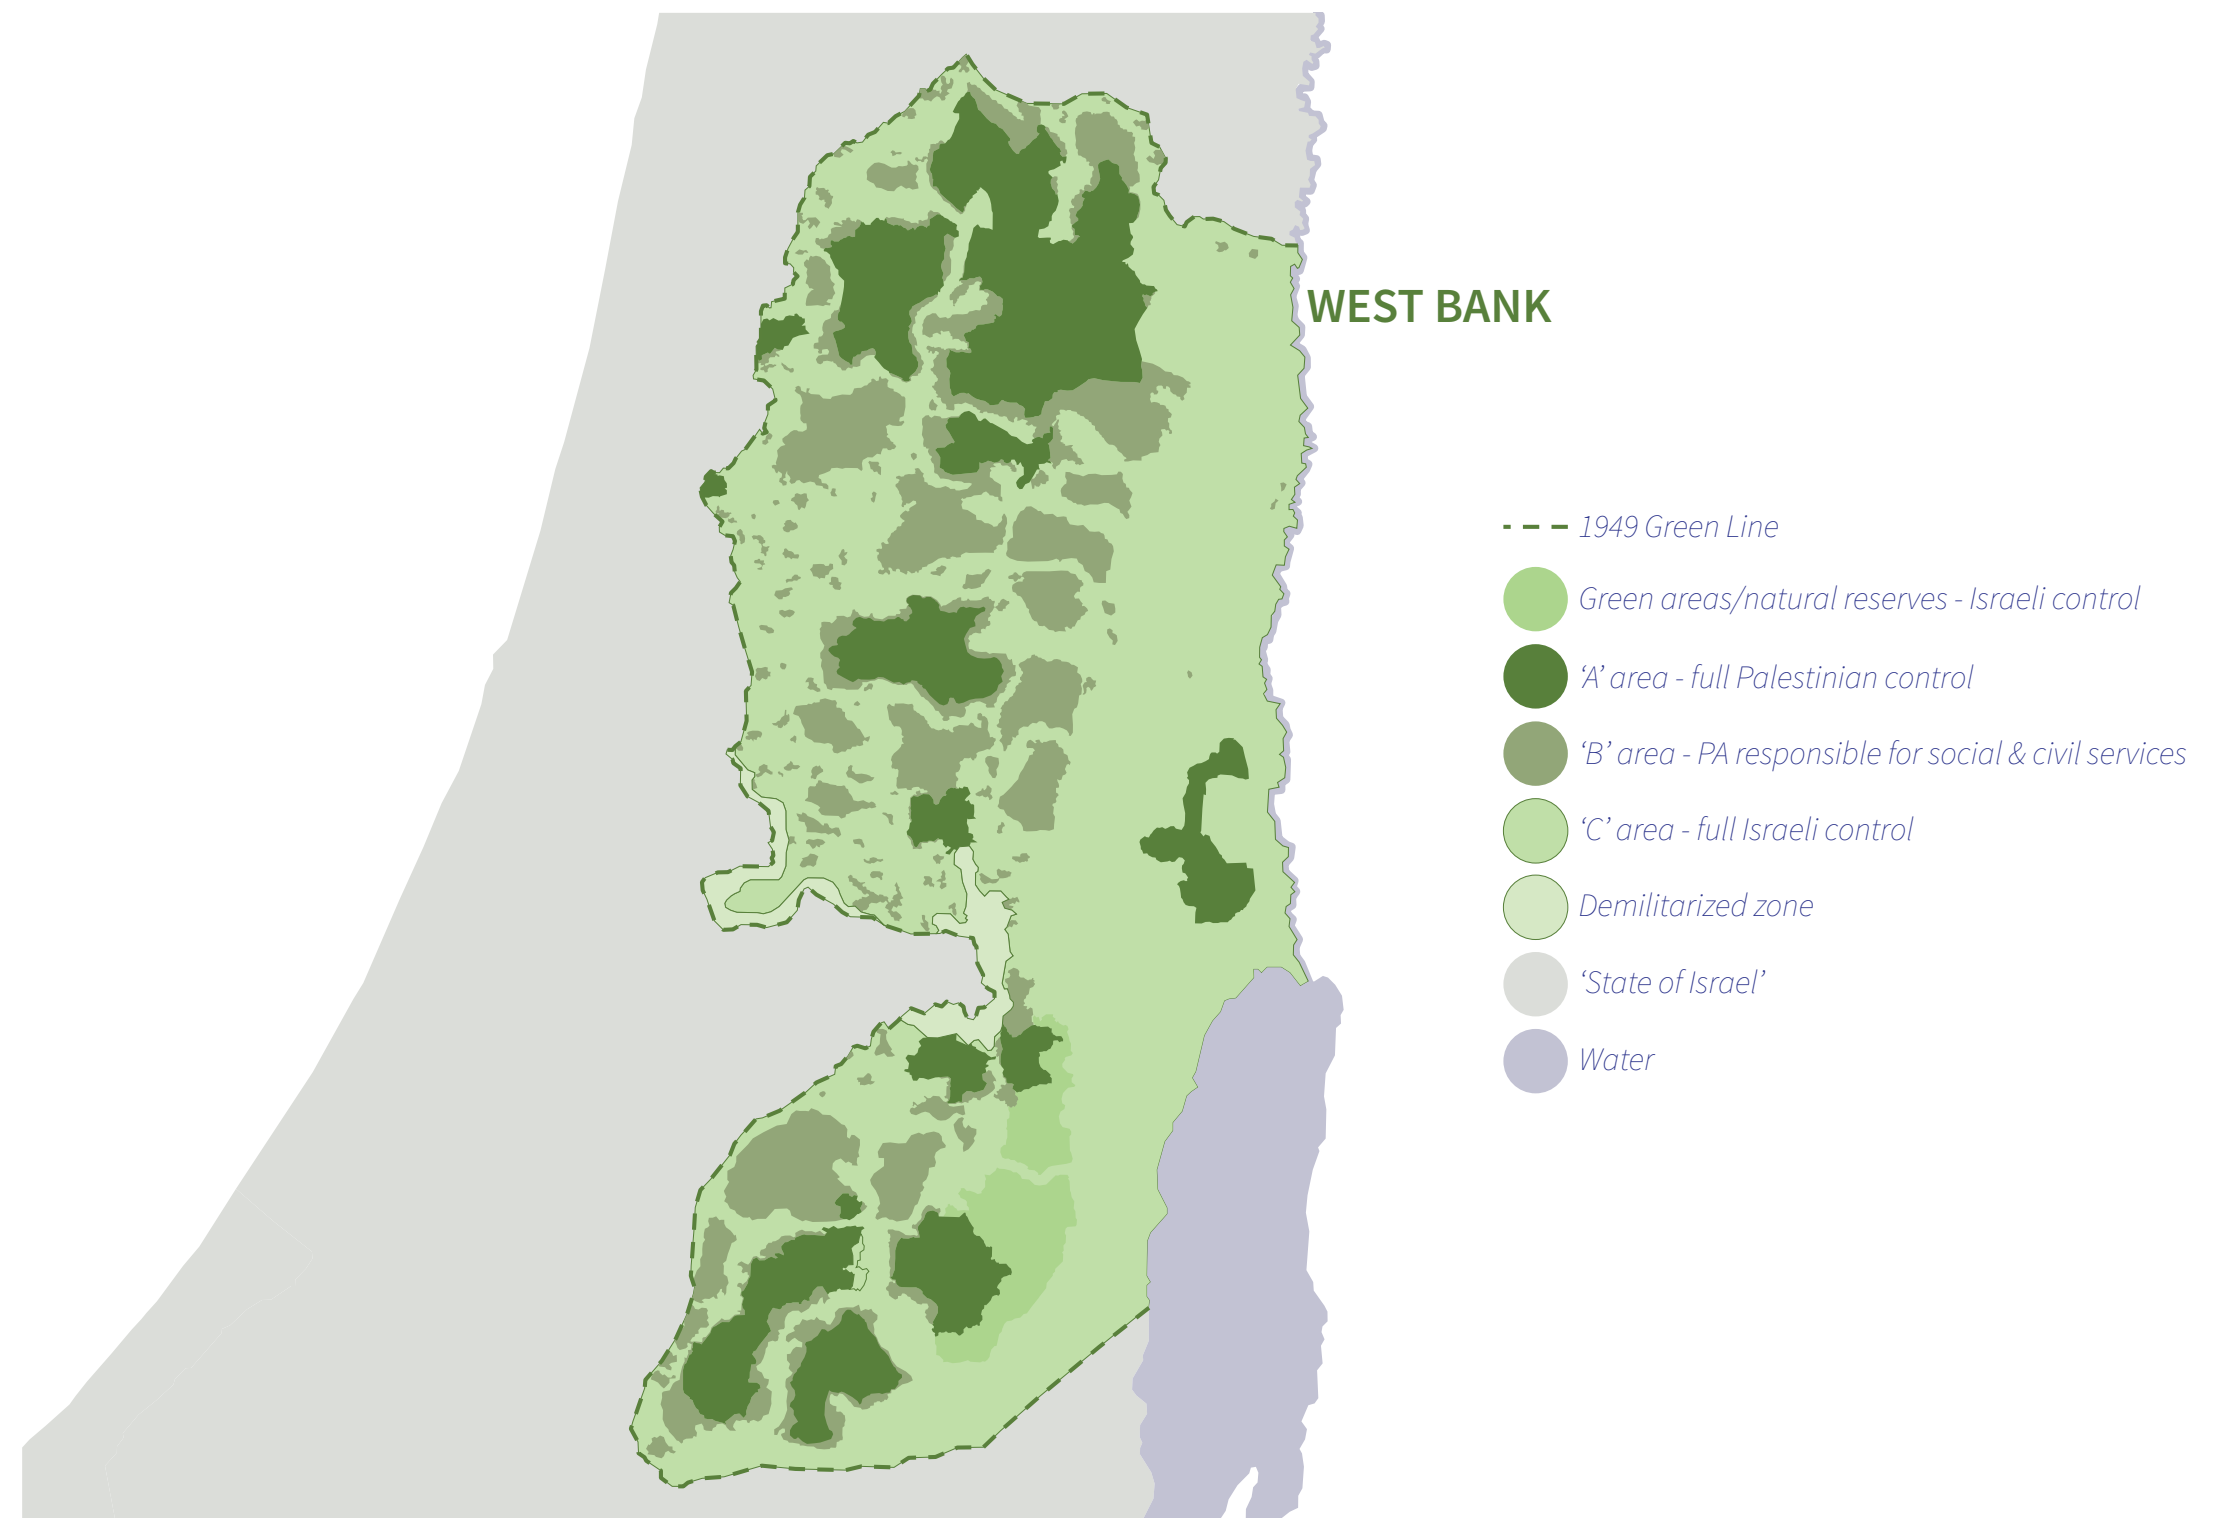 WEST BANK
1949 Green Line
Green areas/natural reserves - Israeli control
‘A’ area - full Palestinian control
‘B’ area - PA responsible for social & civil services
‘C’ area - full Israeli control
Demilitarized zone
‘State of Israel’
Water